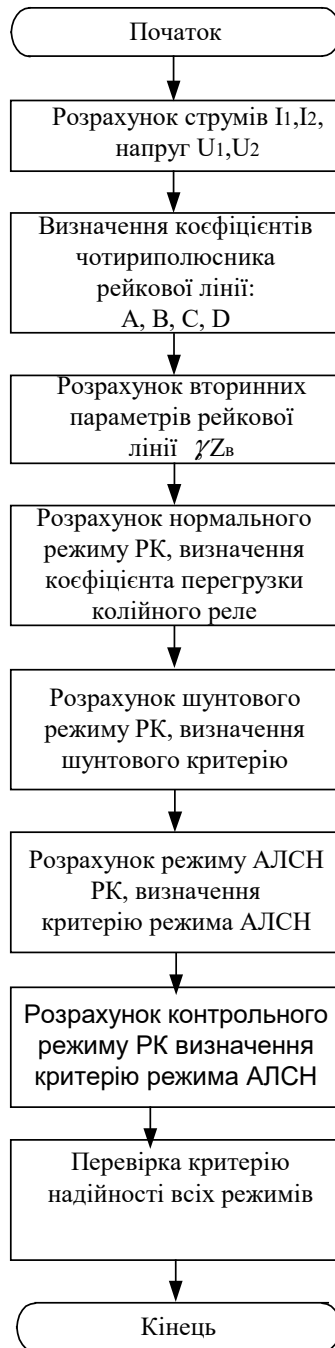 Початок
Розрахунок струмів I1,I2,
напруг U1,U2
Визначення коєфіцієнтів
чотириполюсника
рейкової лінії:
A, B, C, D
Розрахунок вторинних
параметрів рейкової
лінії γZв
Розрахунок нормального
режиму РК, визначення
коєфіцієнта перегрузки
колійного реле
Розрахунок шунтового
режиму РК, визначення
шунтового критерію
Розрахунок режиму АЛСН
РК, визначення
критерію режима АЛСН
Розрахунок контрольного
режиму РК визначення
критерію режима АЛСН
Перевірка критерію
надійності всіх режимів
Кінець